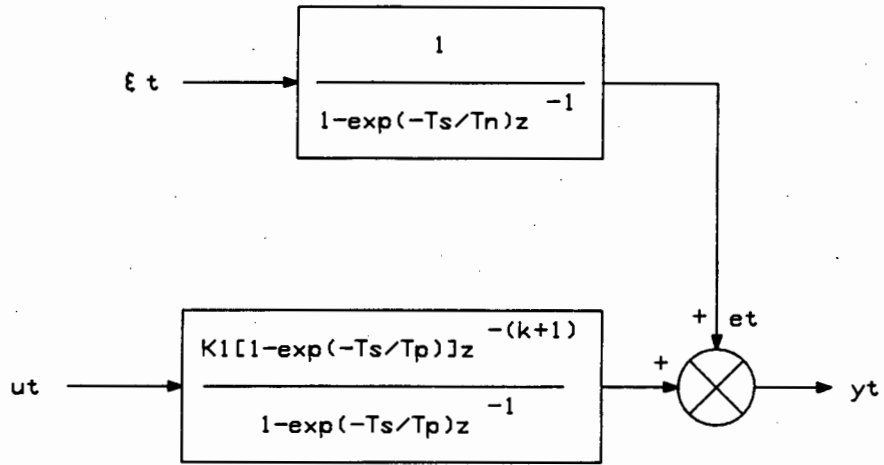 1
ξ t
1-exp(-Ts/Tn)z -1
+ et
K1[1-exp(-Ts/Tp)]z -(k+1)
+
ut
yt
1-exp(-Ts/Tp)z -1